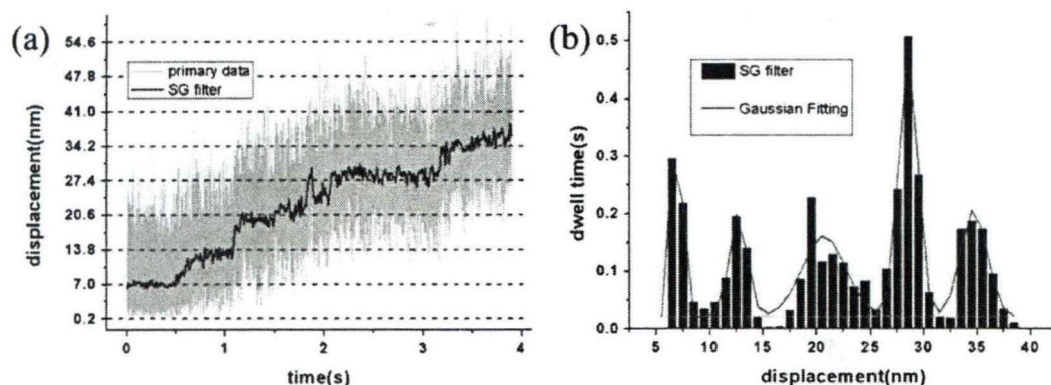 (a)
displacement(nm)
54.6
47.8
41.0
34.2
27.4
20.6
13.8
7.0
0.2
primary data
SG filter
0 1 2 3 4
time(s)
(b)
dwell time(s)
0.5
0.4
0.3
0.2
0.1
0.0
SG filter
Gaussian Fitting
5 10 15 20 25 30 35 40
displacement(nm)